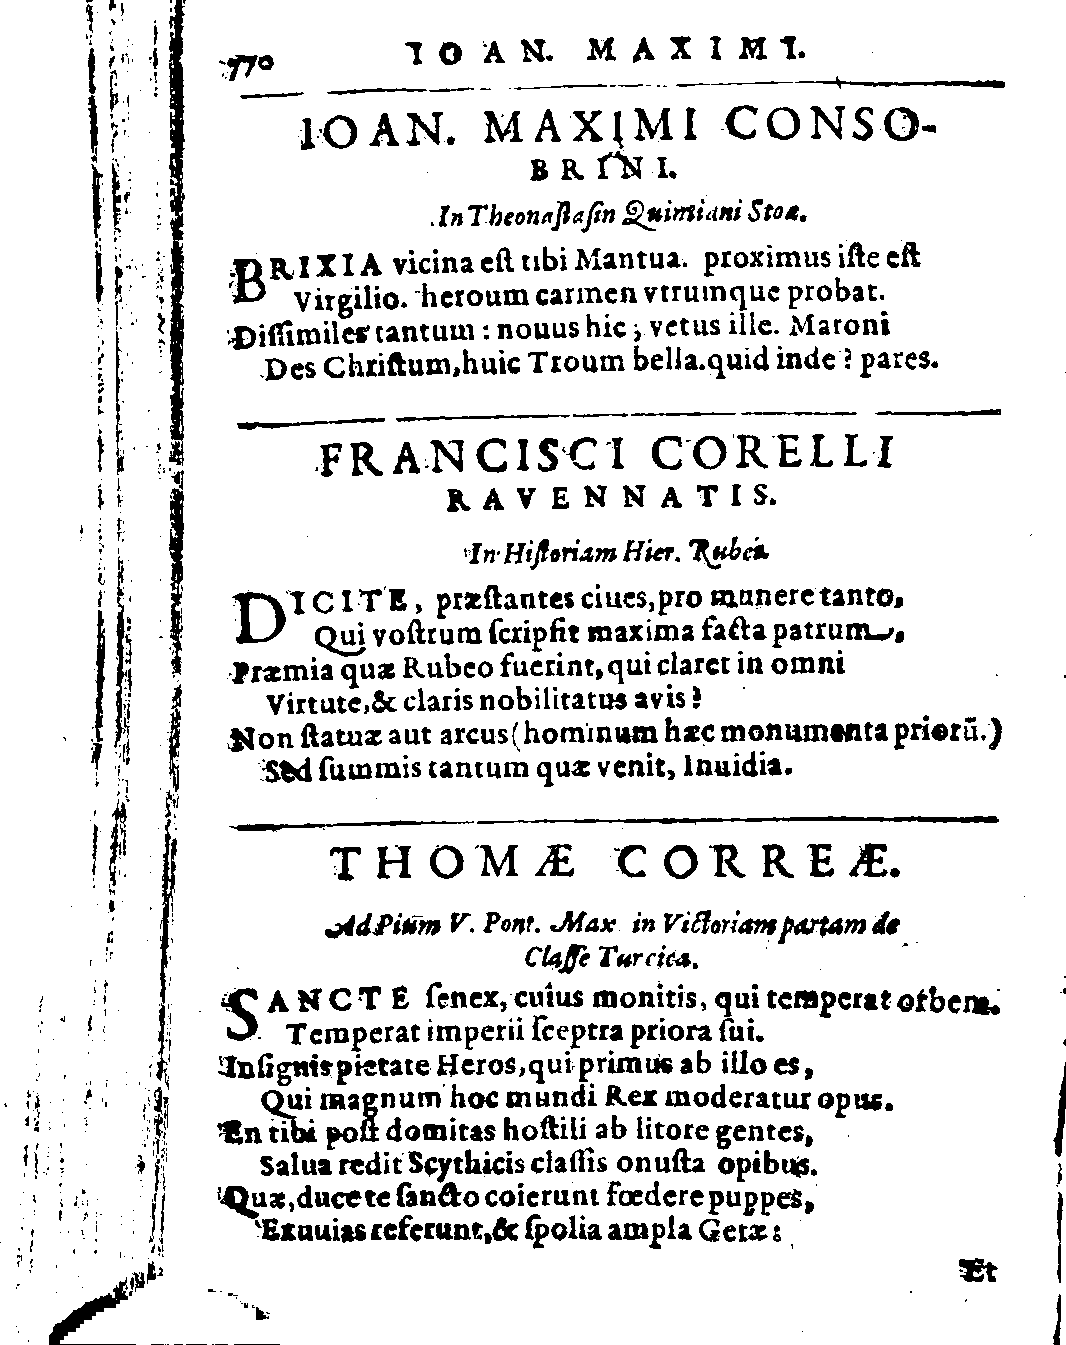 770 IOAN. MAXIMI.
IOAN. MAXIMI CONSO-
BRINI.
In Theonastasin Quintiani Stoæ.
BRIXIA vicina eſt tibi Mantua. proximus iſte eſt
Virgilio. heroum carmen vtrumque probat.
Diſſimiles tantum : nouus hic ; vetus ille. Maroni
Des Chriſtum, huic Troum bella. quid inde ? pares.
FRANCISCI CORELLI
RAVENNATIS.
In Hiſtoriam Hier. Rubei.
DICITE, præſtantes ciues, pro munere tanto,
Qui voſtrum ſcripſit maxima facta patrum,
Præmia quæ Rubeo fuerint, qui claret in omni
Virtute, & claris nobilitatus avis ?
Non ſtatuæ aut arcus (hominum hæc monumenta priorū.)
Sed ſummis tantum quæ venit, Inuidia.
THOMÆ CORREÆ.
Ad Pium V. Pont. Max in Victoriam partam de
Claſſe Turcica.
SANCTE ſenex, cuius monitis, qui temperat orbem.
Temperat imperii ſceptra priora ſui.
Inſignis pietate Heros, qui primus ab illo es,
Qui magnum hoc mundi Rex moderatur opus.
En tibi poſt domitas hoſtili ab litore gentes,
Salua redit Scythicis claſſis onuſta opibus.
Quæ, duce te ſancto coierunt fœdere puppes,
Exuuias referunt, & ſpolia ampla Getæ :
Et